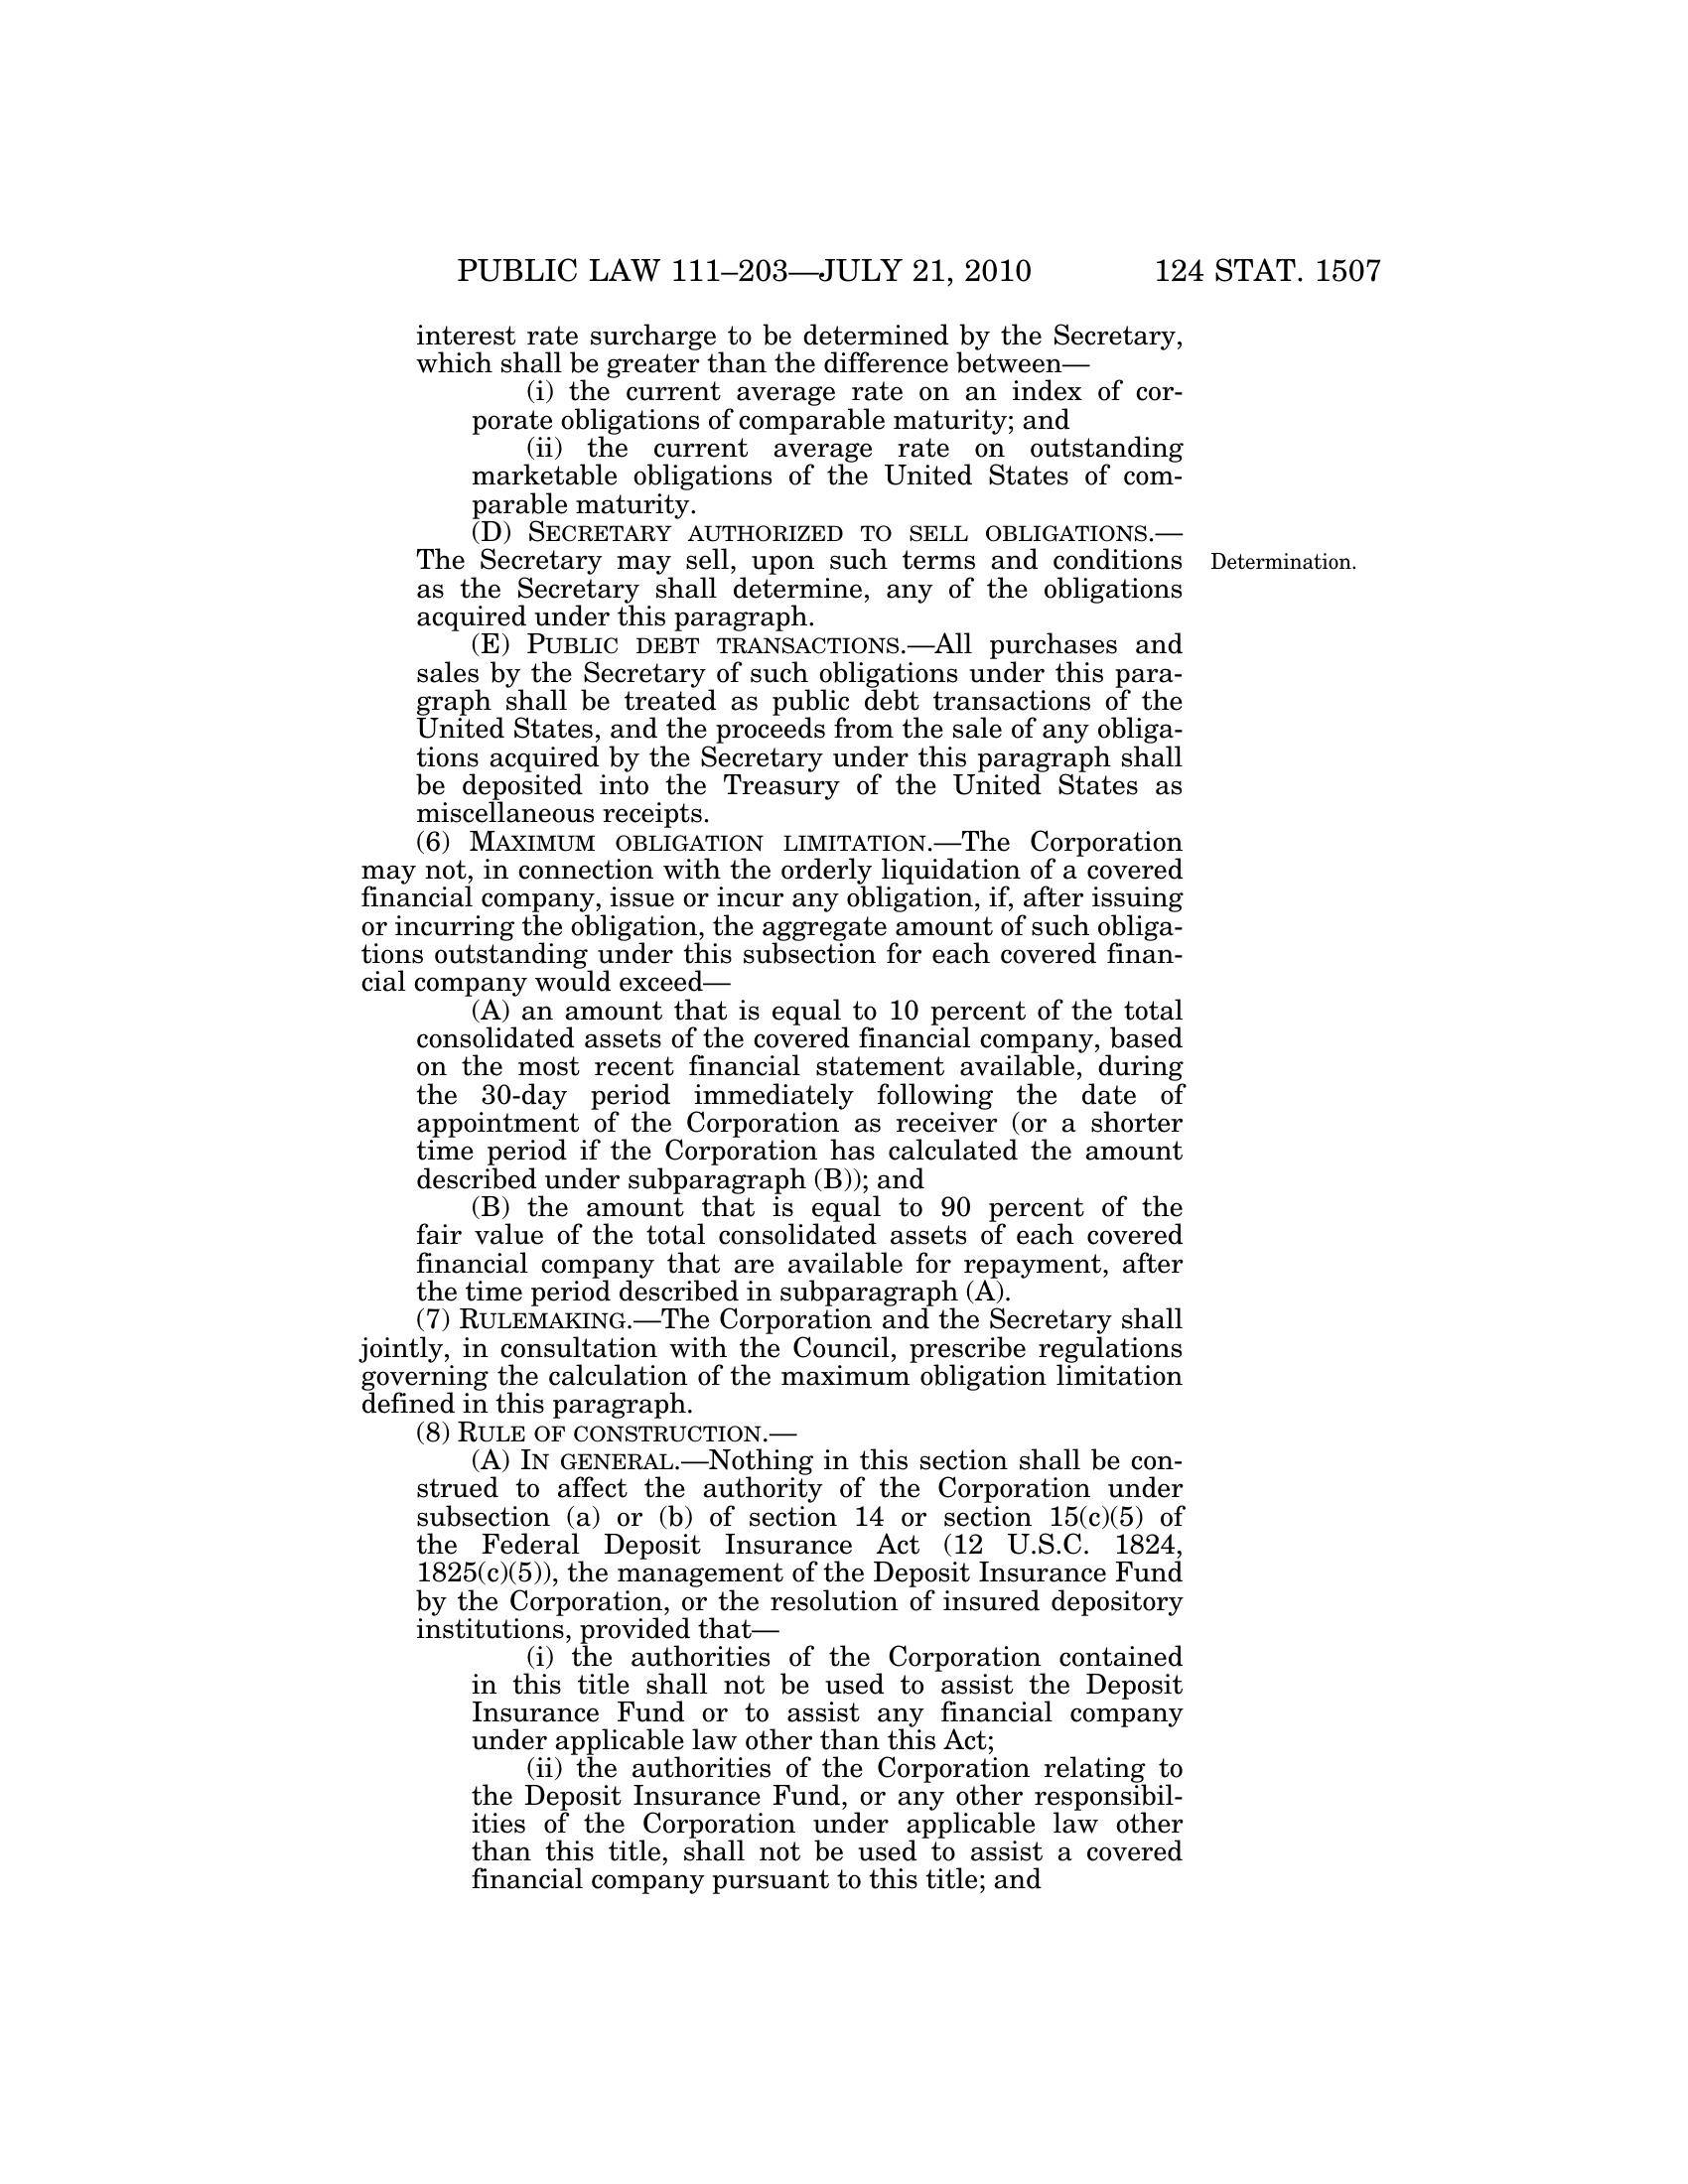 PUBLIC LAW 111–203—JULY 21, 2010 124 STAT. 1507
interest rate surcharge to be determined by the Secretary,
which shall be greater than the difference between—
(i) the current average rate on an index of cor-
porate obligations of comparable maturity; and
(ii) the current average rate on outstanding
marketable obligations of the United States of com-
parable maturity.
(D) SECRETARY AUTHORIZED TO SELL OBLIGATIONS.—
The Secretary may sell, upon such terms and conditions
as the Secretary shall determine, any of the obligations
acquired under this paragraph.
Determination.
(E) PUBLIC DEBT TRANSACTIONS.—All purchases and
sales by the Secretary of such obligations under this para-
graph shall be treated as public debt transactions of the
United States, and the proceeds from the sale of any obliga-
tions acquired by the Secretary under this paragraph shall
be deposited into the Treasury of the United States as
miscellaneous receipts.
(6) MAXIMUM OBLIGATION LIMITATION.—The Corporation
may not, in connection with the orderly liquidation of a covered
financial company, issue or incur any obligation, if, after issuing
or incurring the obligation, the aggregate amount of such obliga-
tions outstanding under this subsection for each covered finan-
cial company would exceed—
(A) an amount that is equal to 10 percent of the total
consolidated assets of the covered financial company, based
on the most recent financial statement available, during
the 30-day period immediately following the date of
appointment of the Corporation as receiver (or a shorter
time period if the Corporation has calculated the amount
described under subparagraph (B)); and
(B) the amount that is equal to 90 percent of the
fair value of the total consolidated assets of each covered
financial company that are available for repayment, after
the time period described in subparagraph (A).
(7) RULEMAKING.—The Corporation and the Secretary shall
jointly, in consultation with the Council, prescribe regulations
governing the calculation of the maximum obligation limitation
defined in this paragraph.
(8) RULE OF CONSTRUCTION.—
(A) IN GENERAL.—Nothing in this section shall be con-
strued to affect the authority of the Corporation under
subsection (a) or (b) of section 14 or section 15(c)(5) of
the Federal Deposit Insurance Act (12 U.S.C. 1824,
1825(c)(5)), the management of the Deposit Insurance Fund
by the Corporation, or the resolution of insured depository
institutions, provided that—
(i) the authorities of the Corporation contained
in this title shall not be used to assist the Deposit
Insurance Fund or to assist any financial company
under applicable law other than this Act;
(ii) the authorities of the Corporation relating to
the Deposit Insurance Fund, or any other responsibil-
ities of the Corporation under applicable law other
than this title, shall not be used to assist a covered
financial company pursuant to this title; and